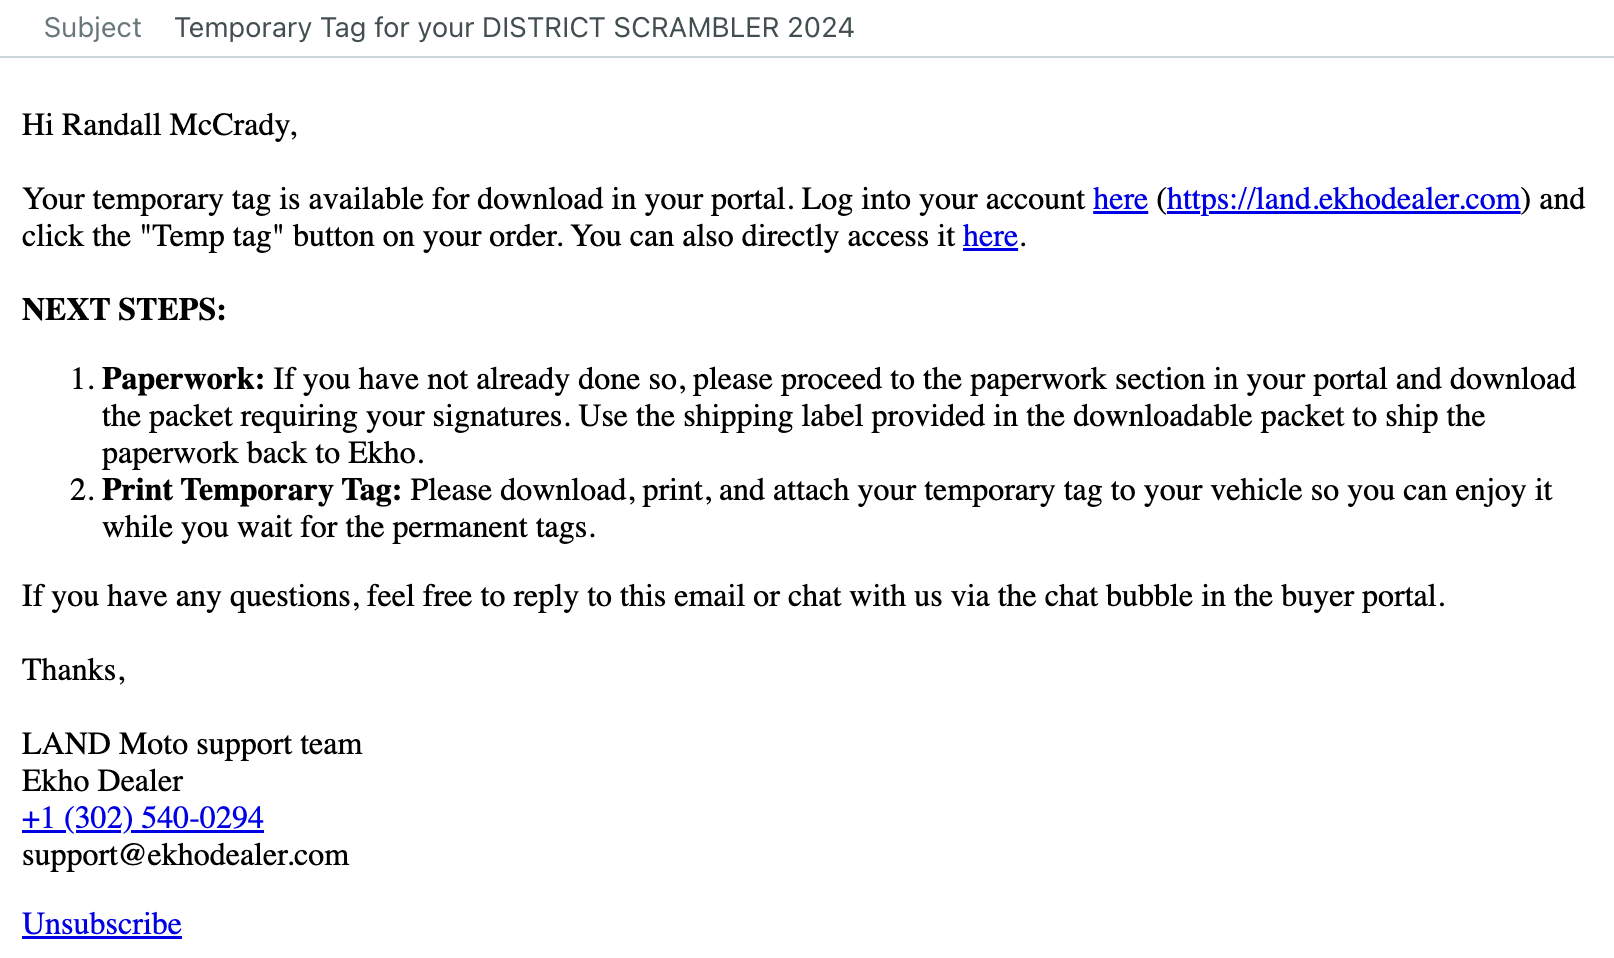 Subject Temporary Tag for your DISTRICT SCRAMBLER 2024
Hi Randall McCrady,
Your temporary tag is available for download in your portal. Log into your account here (https://land.ekhodealer.com) and
click the "Temp tag" button on your order. You can also directly access it here.
NEXT STEPS:
1. Paperwork: If you have not already done so, please proceed to the paperwork section in your portal and download
the packet requiring your signatures. Use the shipping label provided in the downloadable packet to ship the
paperwork back to Ekho.
2. Print Temporary Tag: Please download, print, and attach your temporary tag to your vehicle so you can enjoy it
while you wait for the permanent tags.
If you have any questions, feel free to reply to this email or chat with us via the chat bubble in the buyer portal.
Thanks,
LAND Moto support team
Ekho Dealer
+1 (302) 540-0294
support@ekhodealer.com
Unsubscribe